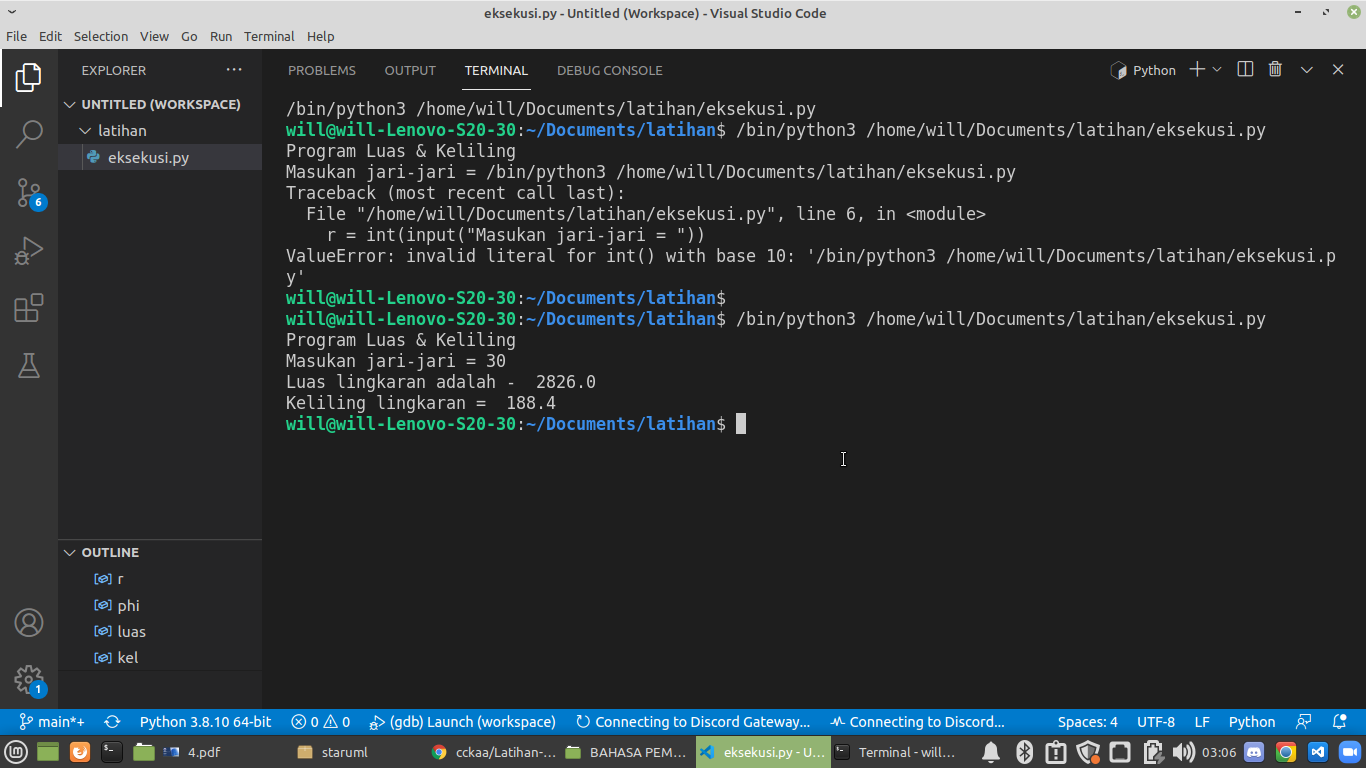 eksekusi.py - Untitled (Workspace) - Visual Studio Code
File Edit Selection View Go Run Terminal Help
EXPLORER
UNTITLED (WORKSPACE)
latihan
eksekusi.py
6
1
OUTLINE
r
phi
luas
kel
PROBLEMS OUTPUT TERMINAL DEBUG CONSOLE
Python
/bin/python3 /home/will/Documents/latihan/eksekusi.py
will@will-Lenovo-S20-30:~/Documents/latihan$ /bin/python3 /home/will/Documents/latihan/eksekusi.py
Program Luas & Keliling
Masukan jari-jari = /bin/python3 /home/will/Documents/latihan/eksekusi.py
Traceback (most recent call last):
  File "/home/will/Documents/latihan/eksekusi.py", line 6, in <module>
    r = int(input("Masukan jari-jari = "))
ValueError: invalid literal for int() with base 10: '/bin/python3 /home/will/Documents/latihan/eksekusi.p
y'
will@will-Lenovo-S20-30:~/Documents/latihan$
will@will-Lenovo-S20-30:~/Documents/latihan$ /bin/python3 /home/will/Documents/latihan/eksekusi.py
Program Luas & Keliling
Masukan jari-jari = 30
Luas lingkaran adalah -  2826.0
Keliling lingkaran =  188.4
will@will-Lenovo-S20-30:~/Documents/latihan$
main*+ Python 3.8.10 64-bit 0 0 (gdb) Launch (workspace) Connecting to Discord Gateway... Connecting to Discord... Spaces: 4 UTF-8 LF Python
4.pdf staruml cckaa/Latihan-... BAHASA PEM... eksekusi.py - U... Terminal - will... 03:06